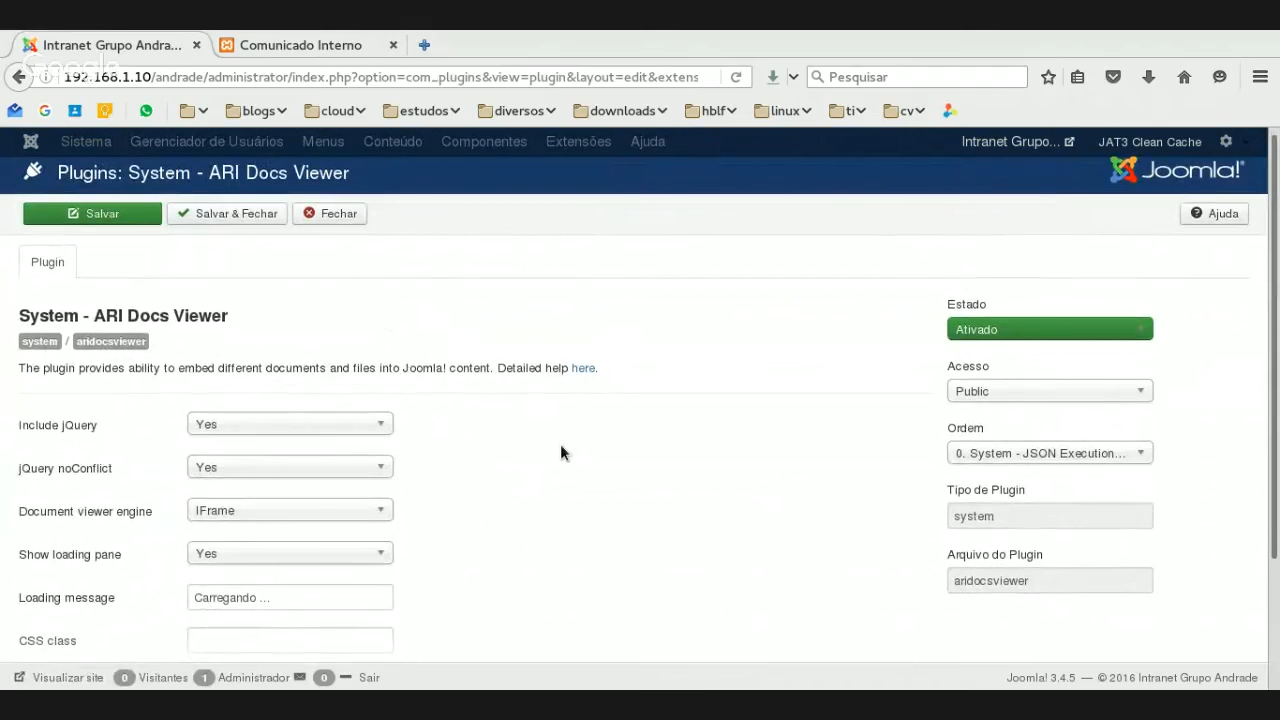 Intranet Grupo Andra... × Comunicado Interno ×
Google
192.168.1.10/andrade/administrator/index.php?option=com_plugins&view=plugin&layout=edit&extens
Pesquisar
blogs cloud estudos diversos downloads hblf linux ti cv
Sistema Gerenciador de Usuários Menus Conteúdo Componentes Extensões Ajuda Intranet Grupo... JAT3 Clean Cache
Plugins: System - ARI Docs Viewer Joomla!
Salvar Salvar & Fechar Fechar Ajuda
Plugin
System - ARI Docs Viewer
system / aridocsviewer
The plugin provides ability to embed different documents and files into Joomla! content. Detailed help here.
Include jQuery Yes
jQuery noConflict Yes
Document viewer engine IFrame
Show loading pane Yes
Loading message Carregando ...
CSS class
Estado
Ativado
Acesso
Public
Ordem
0. System - JSON Execution...
Tipo de Plugin
system
Arquivo do Plugin
aridocsviewer
Visualizar site 0 Visitantes 1 Administrador 0 Sair Joomla! 3.4.5 — © 2016 Intranet Grupo Andrade